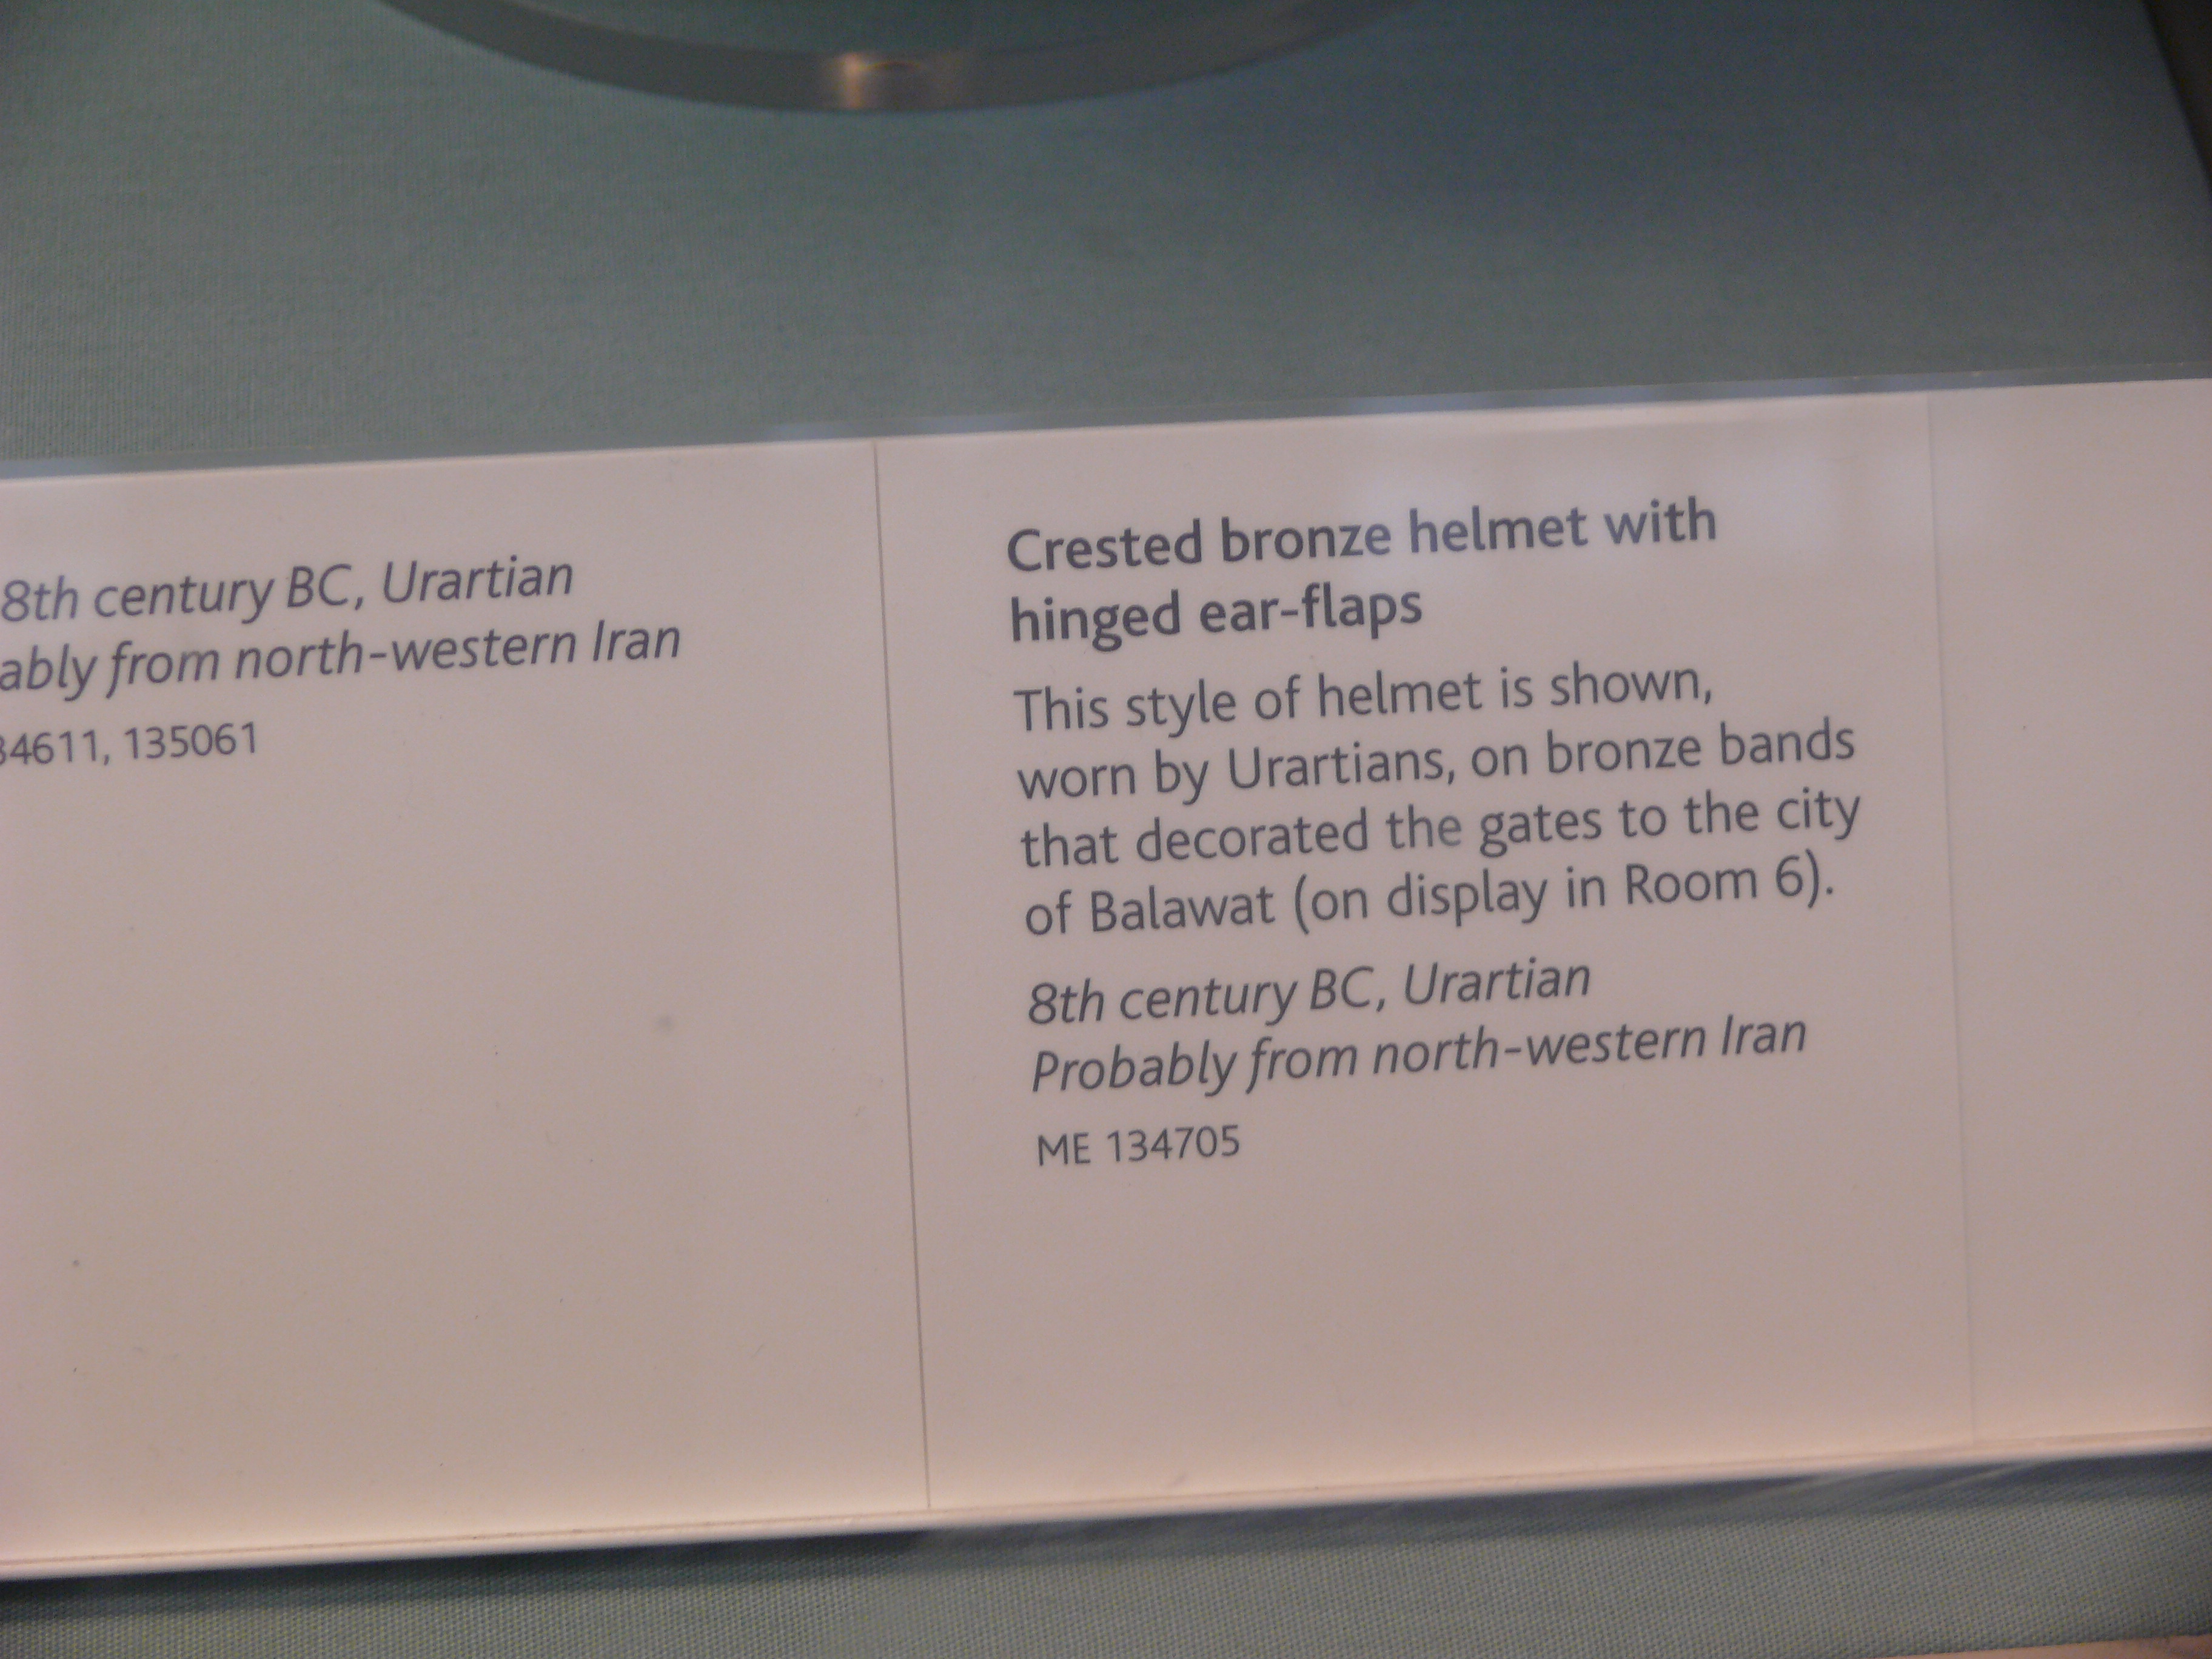 8th century BC, Urartian
ably from north-western Iran
34611, 135061
Crested bronze helmet with
hinged ear-flaps
This style of helmet is shown,
worn by Urartians, on bronze bands
that decorated the gates to the city
of Balawat (on display in Room 6).
8th century BC, Urartian
Probably from north-western Iran
ME 134705